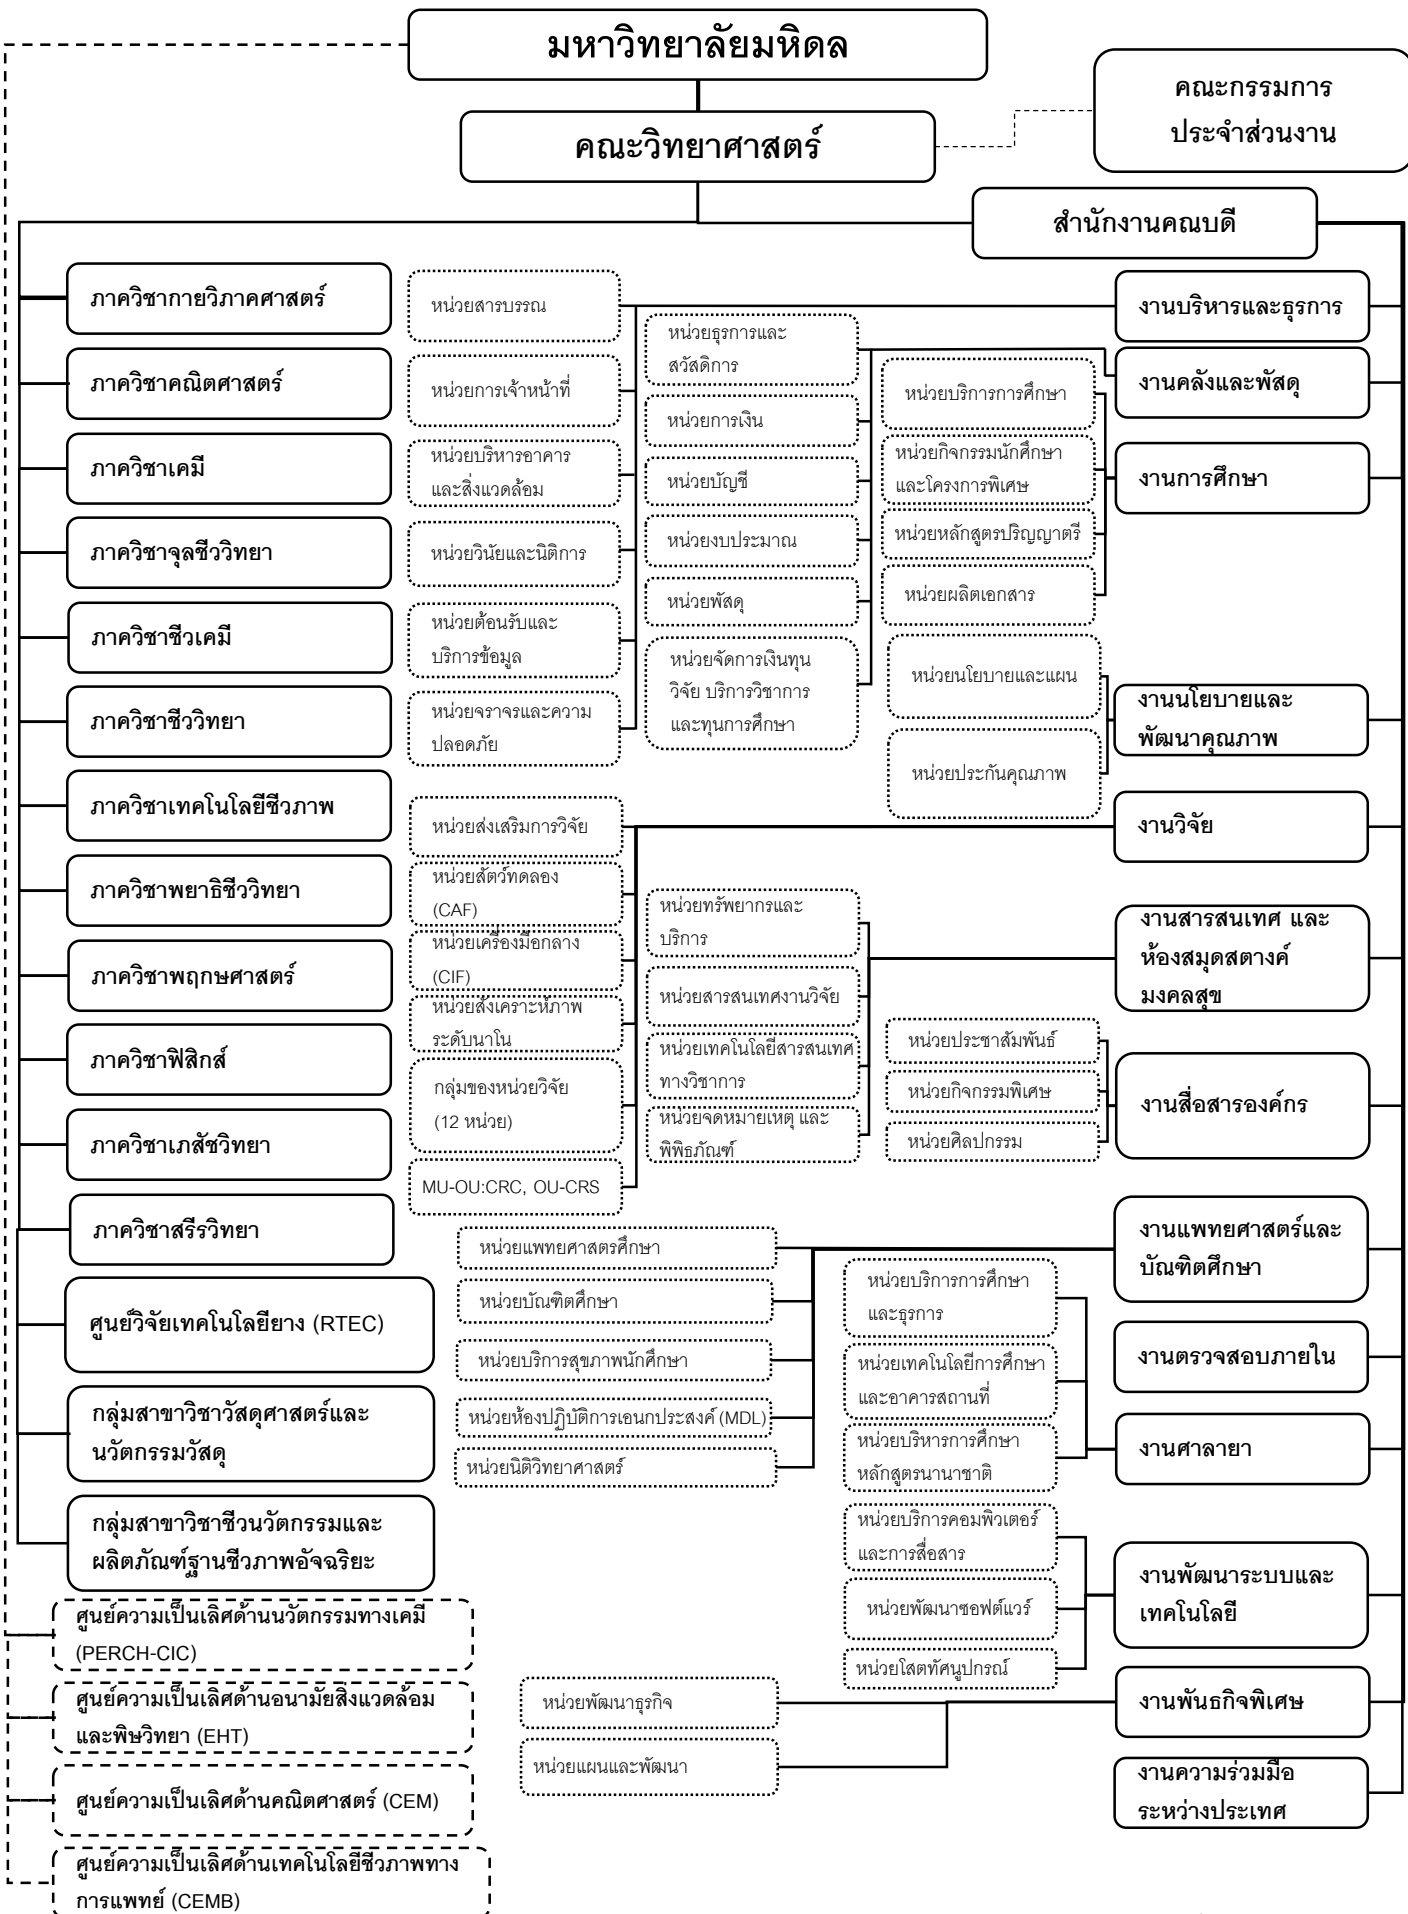 มหาวิทยาลัยมหิดล
คณะกรรมการ
ประจำส่วนงาน
คณะวิทยาศาสตร์
สำนักงานคณบดี
ภาควิชากายวิภาคศาสตร์
ภาควิชาคณิตศาสตร์
ภาควิชาเคมี
ภาควิชาจุลชีววิทยา
ภาควิชาชีวเคมี
ภาควิชาชีววิทยา
ภาควิชาเทคโนโลยีชีวภาพ
ภาควิชาพยาธิชีววิทยา
ภาควิชาพฤกษศาสตร์
ภาควิชาฟิสิกส์
ภาควิชาเภสัชวิทยา
ภาควิชาสรีรวิทยา
ศูนย์วิจัยเทคโนโลยียาง (RTEC)
กลุ่มสาขาวิชาวัสดุศาสตร์และ
นวัตกรรมวัสดุ
กลุ่มสาขาวิชาชีวนวัตกรรมและ
ผลิตภัณฑ์ฐานชีวภาพอัจฉริยะ
ศูนย์ความเป็นเลิศด้านนวัตกรรมทางเคมี
(PERCH-CIC)
ศูนย์ความเป็นเลิศด้านอนามัยสิ่งแวดล้อม
และพิษวิทยา (EHT)
ศูนย์ความเป็นเลิศด้านคณิตศาสตร์ (CEM)
ศูนย์ความเป็นเลิศด้านเทคโนโลยีชีวภาพทาง
การแพทย์ (CEMB)
หน่วยสารบรรณ
หน่วยการเจ้าหน้าที่
หน่วยบริหารอาคาร
และสิ่งแวดล้อม
หน่วยวินัยและนิติการ
หน่วยต้อนรับและ
บริการข้อมูล
หน่วยจราจรและความ
ปลอดภัย
งานบริหารและธุรการ
หน่วยธุรการและ
สวัสดิการ
หน่วยการเงิน
หน่วยบัญชี
หน่วยงบประมาณ
หน่วยพัสดุ
หน่วยจัดการเงินทุน
วิจัย บริการวิชาการ
และทุนการศึกษา
งานคลังและพัสดุ
หน่วยบริการการศึกษา
หน่วยกิจกรรมนักศึกษา
และโครงการพิเศษ
หน่วยหลักสูตรปริญญาตรี
หน่วยผลิตเอกสาร
งานการศึกษา
หน่วยนโยบายและแผน
หน่วยประกันคุณภาพ
งานนโยบายและ
พัฒนาคุณภาพ
หน่วยส่งเสริมการวิจัย
หน่วยสัตว์ทดลอง
(CAF)
หน่วยเครื่องมือกลาง
(CIF)
หน่วยสังเคราะห์ภาพ
ระดับนาโน
กลุ่มของหน่วยวิจัย
(12 หน่วย)
MU-OU:CRC, OU-CRS
งานวิจัย
หน่วยทรัพยากรและ
บริการ
หน่วยสารสนเทศงานวิจัย
หน่วยเทคโนโลยีสารสนเทศ
ทางวิชาการ
หน่วยจดหมายเหตุ และ
พิพิธภัณฑ์
งานสารสนเทศ และ
ห้องสมุดสตางค์
มงคลสุข
หน่วยประชาสัมพันธ์
หน่วยกิจกรรมพิเศษ
หน่วยศิลปกรรม
งานสื่อสารองค์กร
หน่วยแพทยศาสตรศึกษา
หน่วยบัณฑิตศึกษา
หน่วยบริการสุขภาพนักศึกษา
หน่วยห้องปฏิบัติการเอนกประสงค์ (MDL)
หน่วยนิติวิทยาศาสตร์
งานแพทยศาสตร์และ
บัณฑิตศึกษา
งานตรวจสอบภายใน
หน่วยบริการการศึกษา
และธุรการ
หน่วยเทคโนโลยีการศึกษา
และอาคารสถานที่
หน่วยบริหารการศึกษา
หลักสูตรนานาชาติ
งานศาลายา
หน่วยบริการคอมพิวเตอร์
และการสื่อสาร
หน่วยพัฒนาซอฟต์แวร์
หน่วยโสตทัศนูปกรณ์
งานพัฒนาระบบและ
เทคโนโลยี
หน่วยพัฒนาธุรกิจ
หน่วยแผนและพัฒนา
งานพันธกิจพิเศษ
งานความร่วมมือ
ระหว่างประเทศ